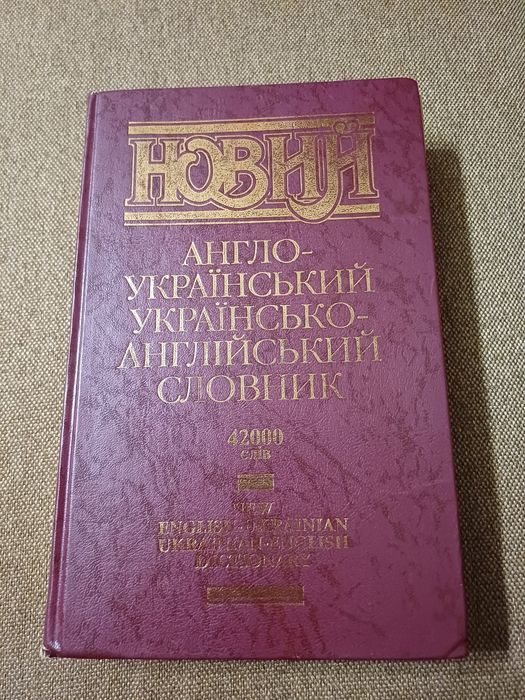 НОВИЙ
АНГЛО-
УКРАЇНСЬКИЙ
УКРАЇНСЬКО-
АНГЛІЙСЬКИЙ
СЛОВНИК
42000
СЛІВ
NEW
ENGLISH-UKRAINIAN
UKRAINIAN-ENGLISH
DICTIONARY